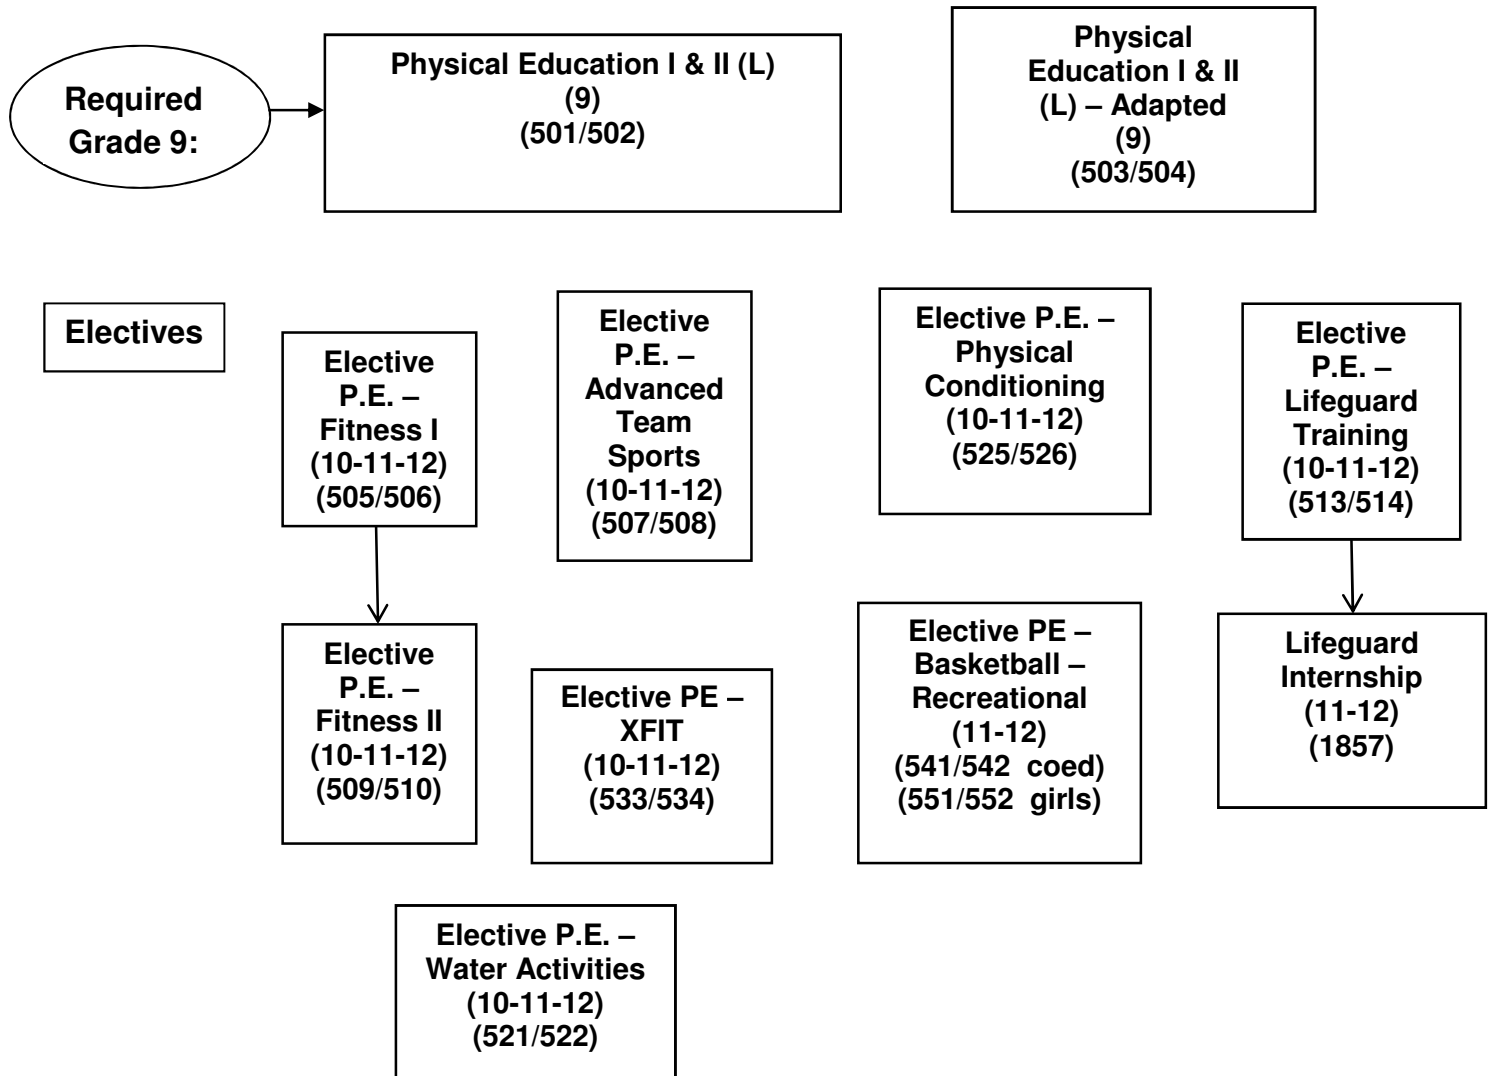 Required
Grade 9:
Physical Education I & II (L)
(9)
(501/502)
Physical
Education I & II
(L) – Adapted
(9)
(503/504)
Electives
Elective
P.E. –
Fitness I
(10-11-12)
(505/506)
Elective
P.E. –
Advanced
Team
Sports
(10-11-12)
(507/508)
Elective P.E. –
Physical
Conditioning
(10-11-12)
(525/526)
Elective
P.E. –
Lifeguard
Training
(10-11-12)
(513/514)
Elective
P.E. –
Fitness II
(10-11-12)
(509/510)
Elective PE –
XFIT
(10-11-12)
(533/534)
Elective PE –
Basketball –
Recreational
(11-12)
(541/542 coed)
(551/552 girls)
Lifeguard
Internship
(11-12)
(1857)
Elective P.E. –
Water Activities
(10-11-12)
(521/522)